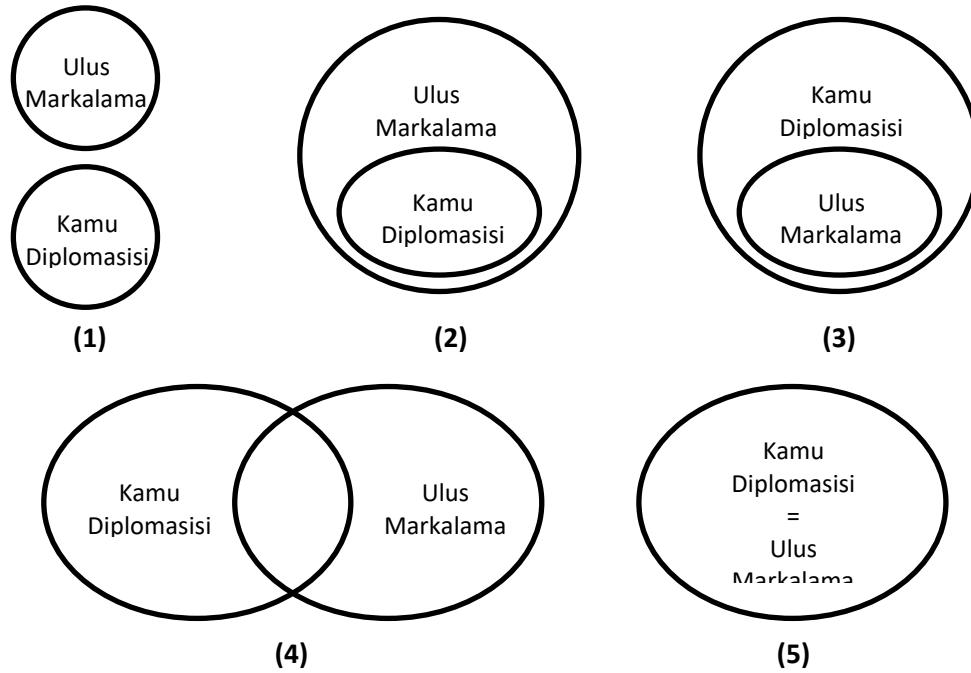 Ulus
Markalama
Kamu
Diplomasisi
(1)
Ulus
Markalama
Kamu
Diplomasisi
(2)
Kamu
Diplomasisi
Ulus
Markalama
(3)
Kamu
Diplomasisi
Ulus
Markalama
(4)
Kamu
Diplomasisi
=
Ulus
Markalama
(5)